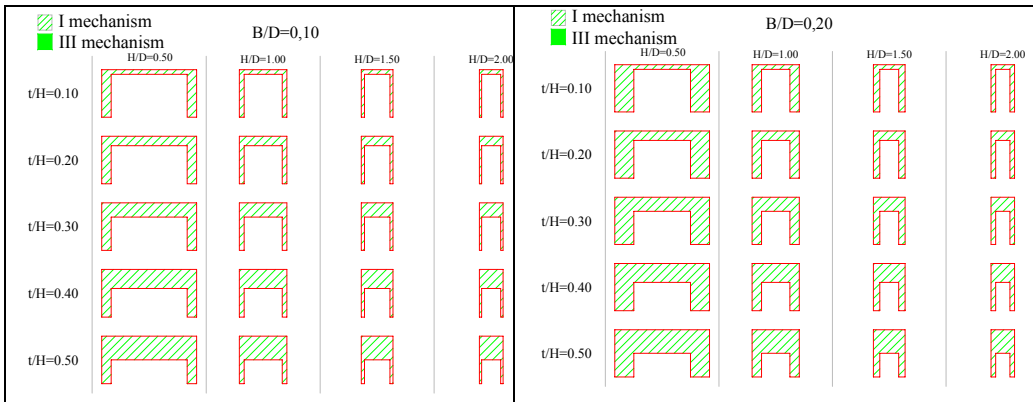 I mechanism
III mechanism
B/D=0,10
H/D=0.50 H/D=1.00 H/D=1.50 H/D=2.00
t/H=0.10
t/H=0.20
t/H=0.30
t/H=0.40
t/H=0.50
I mechanism
III mechanism
B/D=0,20
H/D=0.50 H/D=1.00 H/D=1.50 H/D=2.00
t/H=0.10
t/H=0.20
t/H=0.30
t/H=0.40
t/H=0.50